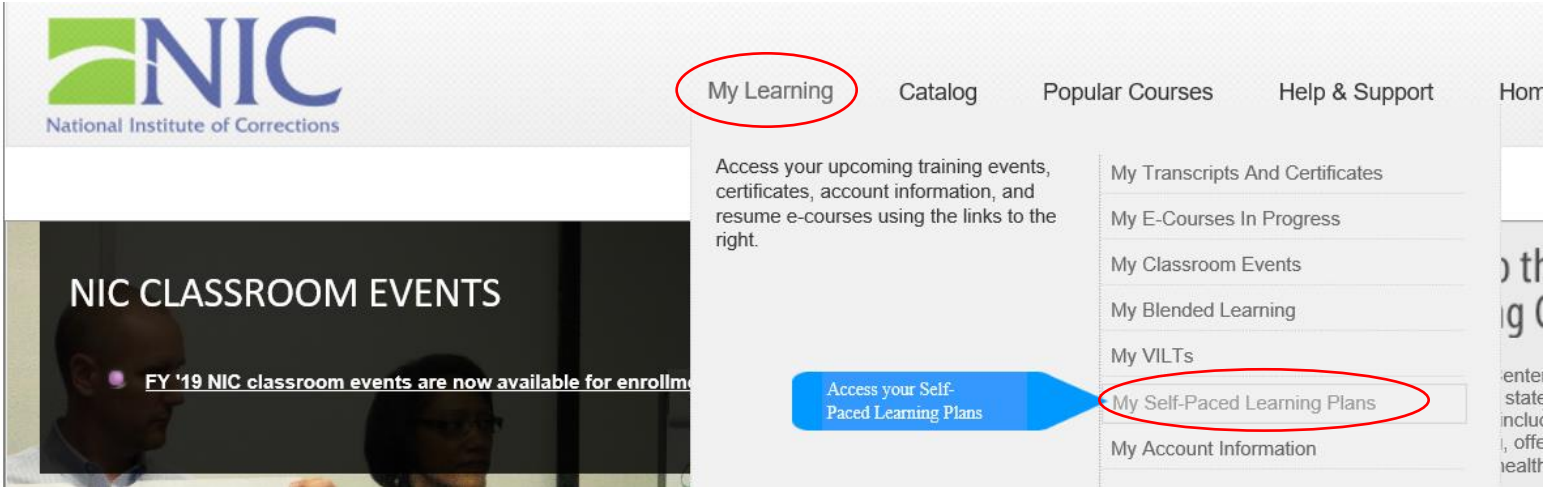 NIC
National Institute of Corrections
My Learning
Catalog
Popular Courses
Help & Support
Access your upcoming training events,
certificates, account information, and
resume e-courses using the links to the
right.
My Transcripts And Certificates
My E-Courses In Progress
My Classroom Events
My Blended Learning
My VILTs
My Self-Paced Learning Plans
My Account Information
Access your Self-
Paced Learning Plans
NIC CLASSROOM EVENTS
FY '19 NIC classroom events are now available for